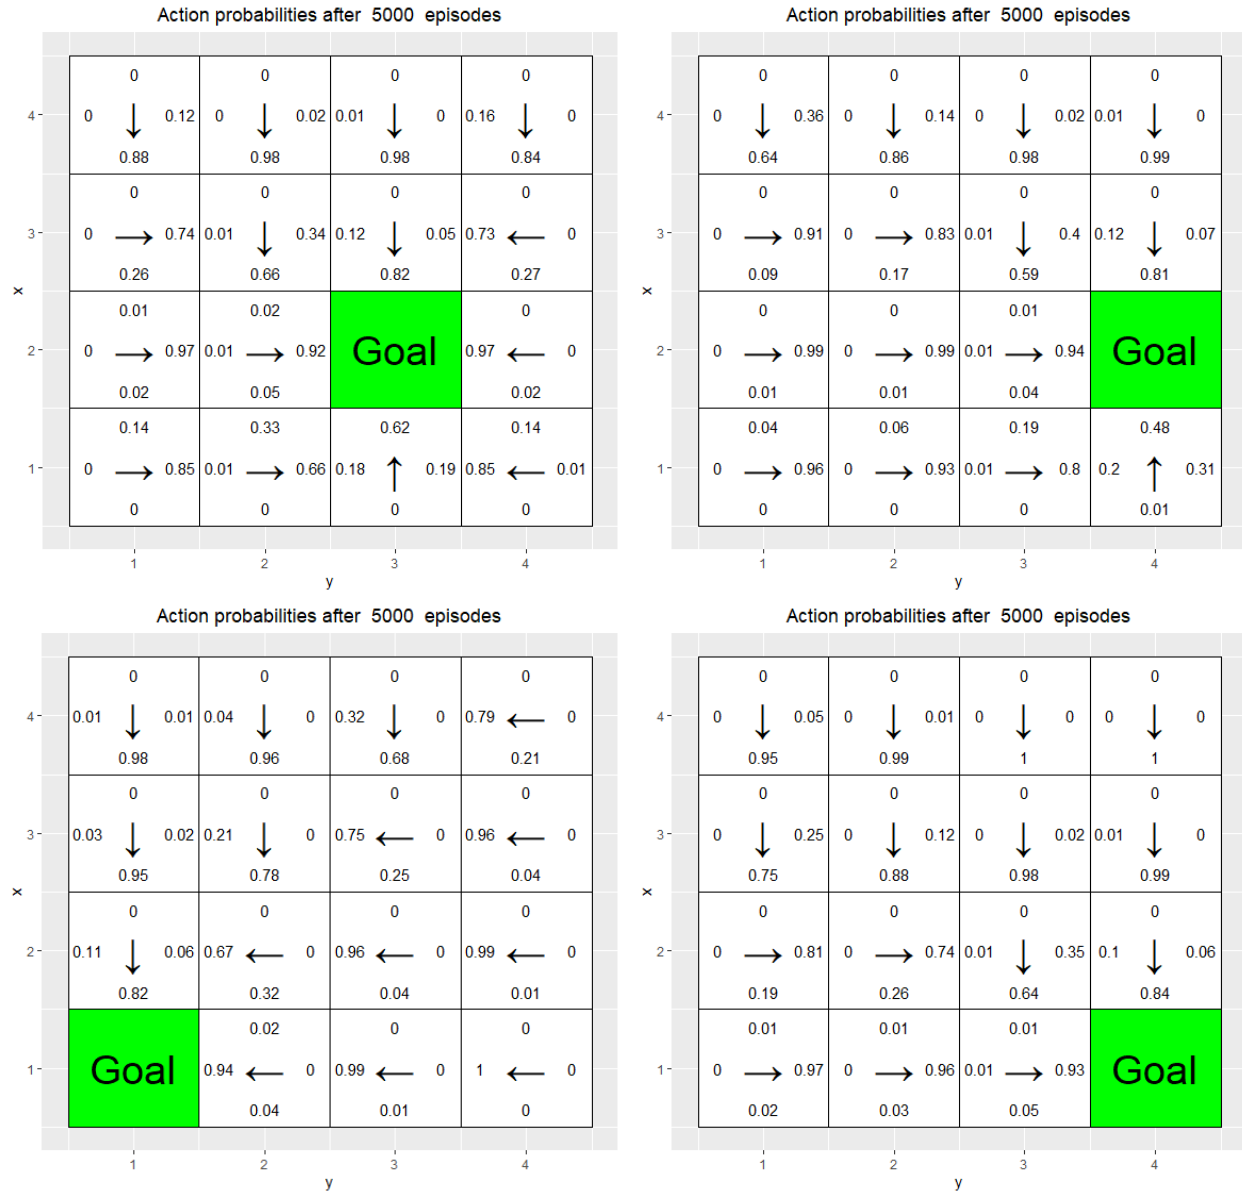 Action probabilities after 5000 episodes
0 0 0 0
4 0 0.12 0 0.02 0.01 0 0.16 0
0.88 0.98 0.98 0.84
0 0 0 0
3 0 0.74 0.01 0.34 0.12 0.05 0.73 0
0.26 0.66 0.82 0.27
x
0.01 0.02 0
2 0 0.97 0.01 0.92 Goal 0.97 0
0.02 0.05 0.02
0.14 0.33 0.62 0.14
1 0 0.85 0.01 0.66 0.18 0.19 0.85 0.01
0 0 0 0
1 2 3 4
y
Action probabilities after 5000 episodes
0 0 0 0
4 0 0.36 0 0.14 0 0.02 0.01 0
0.64 0.86 0.98 0.99
0 0 0 0
3 0 0.91 0 0.83 0.01 0.4 0.12 0.07
0.09 0.17 0.59 0.81
x
0 0 0.01
2 0 0.99 0 0.99 0.01 0.94 Goal
0.01 0.01 0.04
0.04 0.06 0.19 0.48
1 0 0.96 0 0.93 0.01 0.8 0.2 0.31
0 0 0 0.01
1 2 3 4
y
Action probabilities after 5000 episodes
0 0 0 0
4 0.01 0.01 0.04 0 0.32 0 0.79 0
0.98 0.96 0.68 0.21
0 0 0 0
3 0.03 0.02 0.21 0 0.75 0 0.96 0
0.95 0.78 0.25 0.04
x
0 0 0 0
2 0.11 0.06 0.67 0 0.96 0 0.99 0
0.82 0.32 0.04 0.01
0.02 0 0
1 Goal 0.94 0 0.99 0 1 0
0.04 0.01 0
1 2 3 4
y
Action probabilities after 5000 episodes
0 0 0 0
4 0 0.05 0 0.01 0 0 0 0
0.95 0.99 1 1
0 0 0 0
3 0 0.25 0 0.12 0 0.02 0.01 0
0.75 0.88 0.98 0.99
x
0 0 0 0
2 0 0.81 0 0.74 0.01 0.35 0.1 0.06
0.19 0.26 0.64 0.84
0.01 0.01 0.01
1 0 0.97 0 0.96 0.01 0.93 Goal
0.02 0.03 0.05
1 2 3 4
y